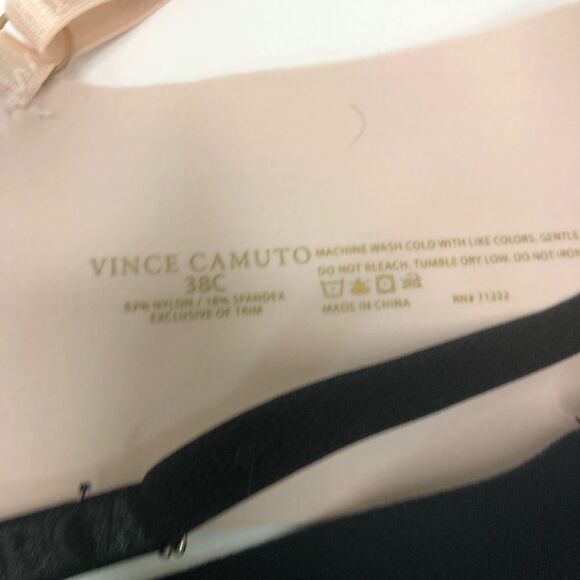 VINCE CAMUTO
38C
82% NYLON / 18% SPANDEX
EXCLUSIVE OF TRIM
MACHINE WASH COLD WITH LIKE COLORS. GENTLE
DO NOT BLEACH. TUMBLE DRY LOW. DO NOT IRON
MADE IN CHINA
RN# 71222